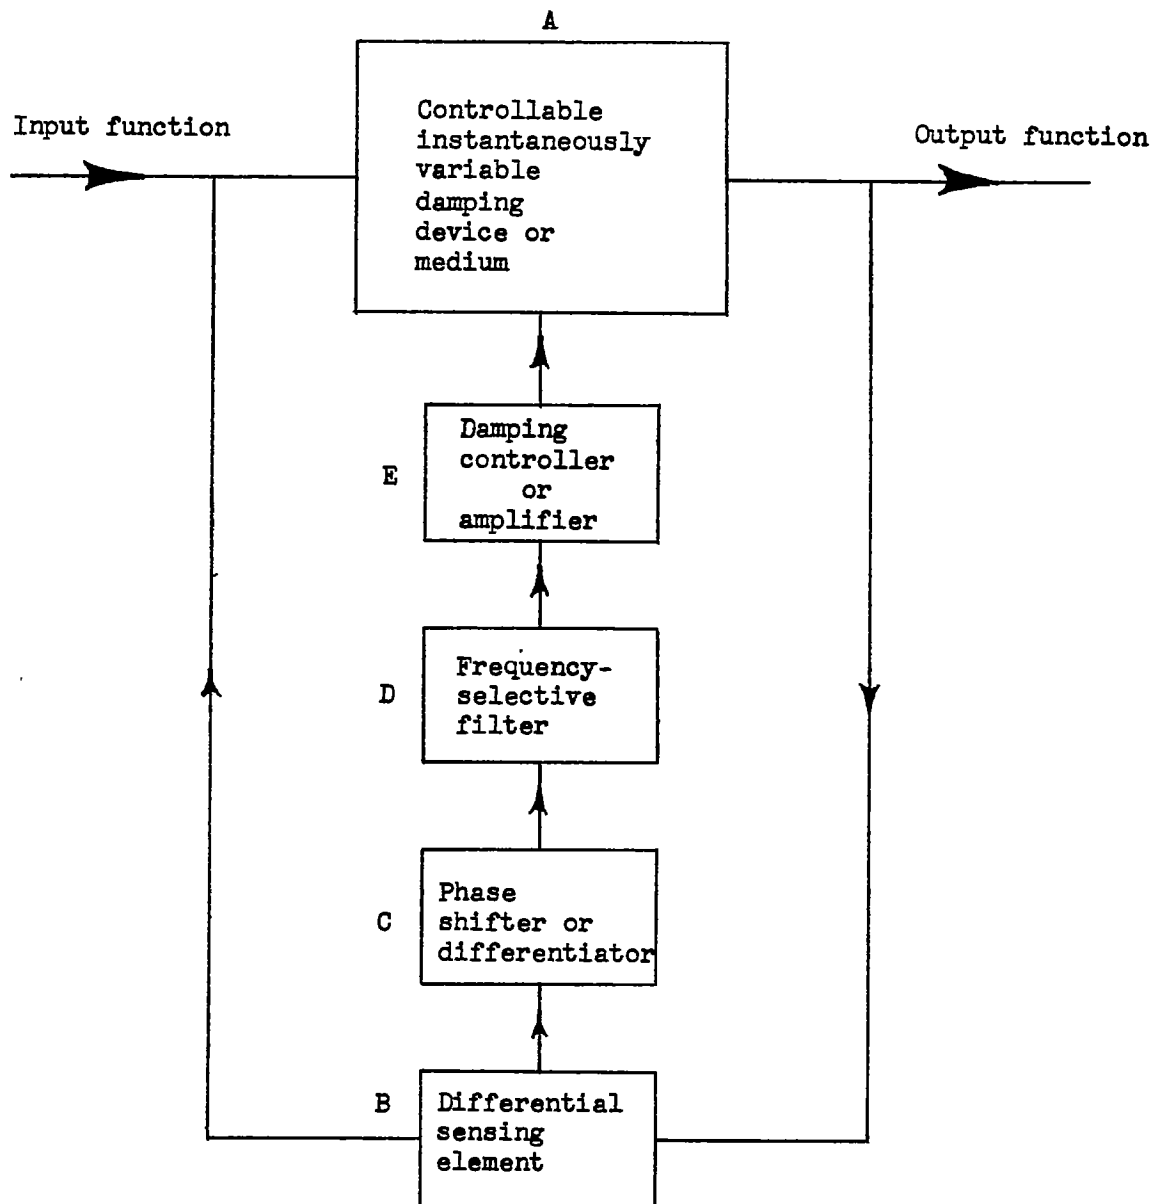 A
Input function
Controllable
instantaneously
variable
damping
device or
medium
Output function
E
Damping
controller
or
amplifier
D
Frequency-
selective
filter
C
Phase
shifter or
differentiator
B
Differential
sensing
element